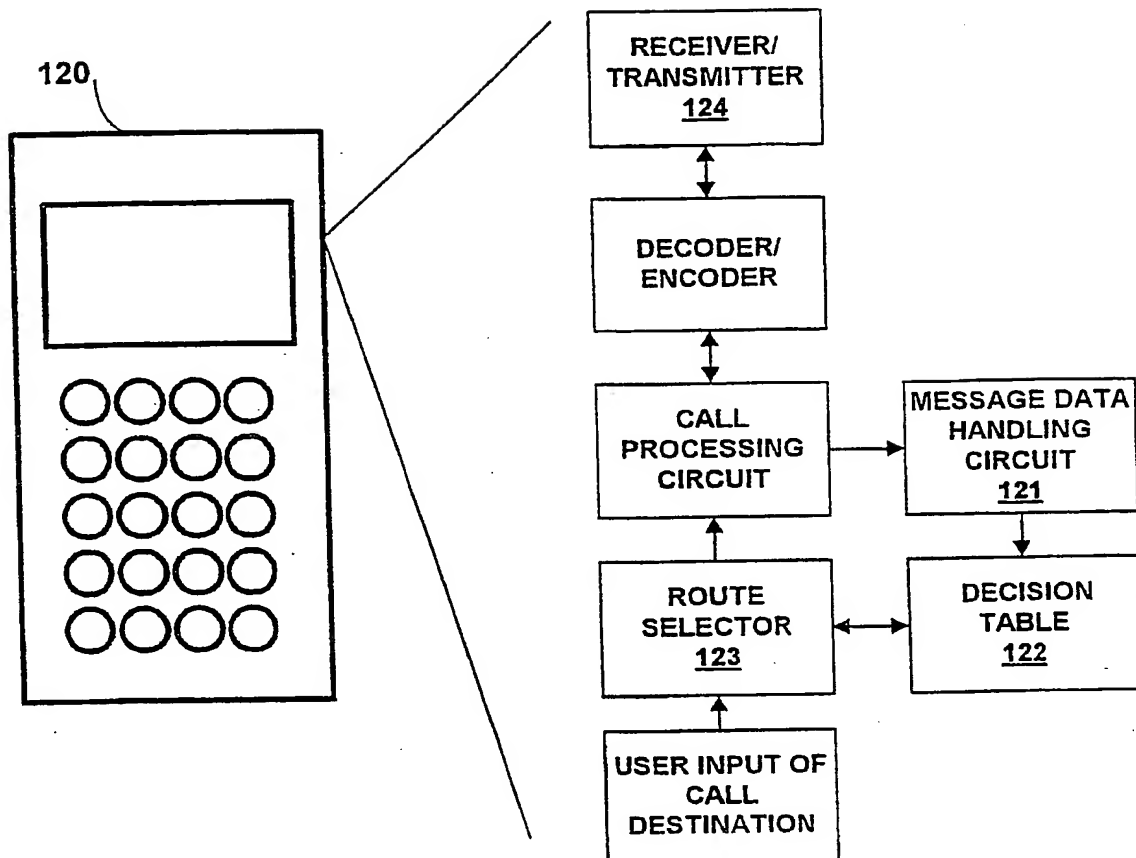 120
RECEIVER/
TRANSMITTER
124
DECODER/
ENCODER
CALL
PROCESSING
CIRCUIT
MESSAGE DATA
HANDLING
CIRCUIT
121
ROUTE
SELECTOR
123
DECISION
TABLE
122
USER INPUT OF
CALL
DESTINATION